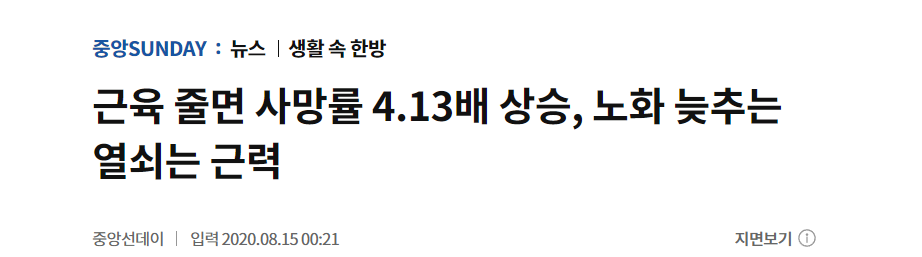 중앙SUNDAY : 뉴스 | 생활 속 한방
근육 줄면 사망률 4.13배 상승, 노화 늦추는
열쇠는 근력
중앙선데이 | 입력 2020.08.15 00:21 지면보기 ⓘ